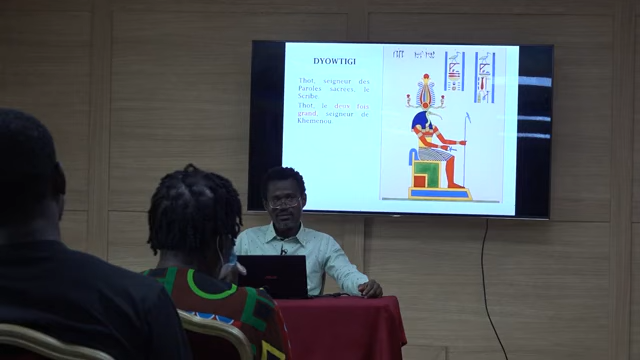 DYOWTIGI
Thot, seigneur des
Paroles sacrées, le
Scribe
Thot, le deux fois
grand, seigneur de
Khemenou